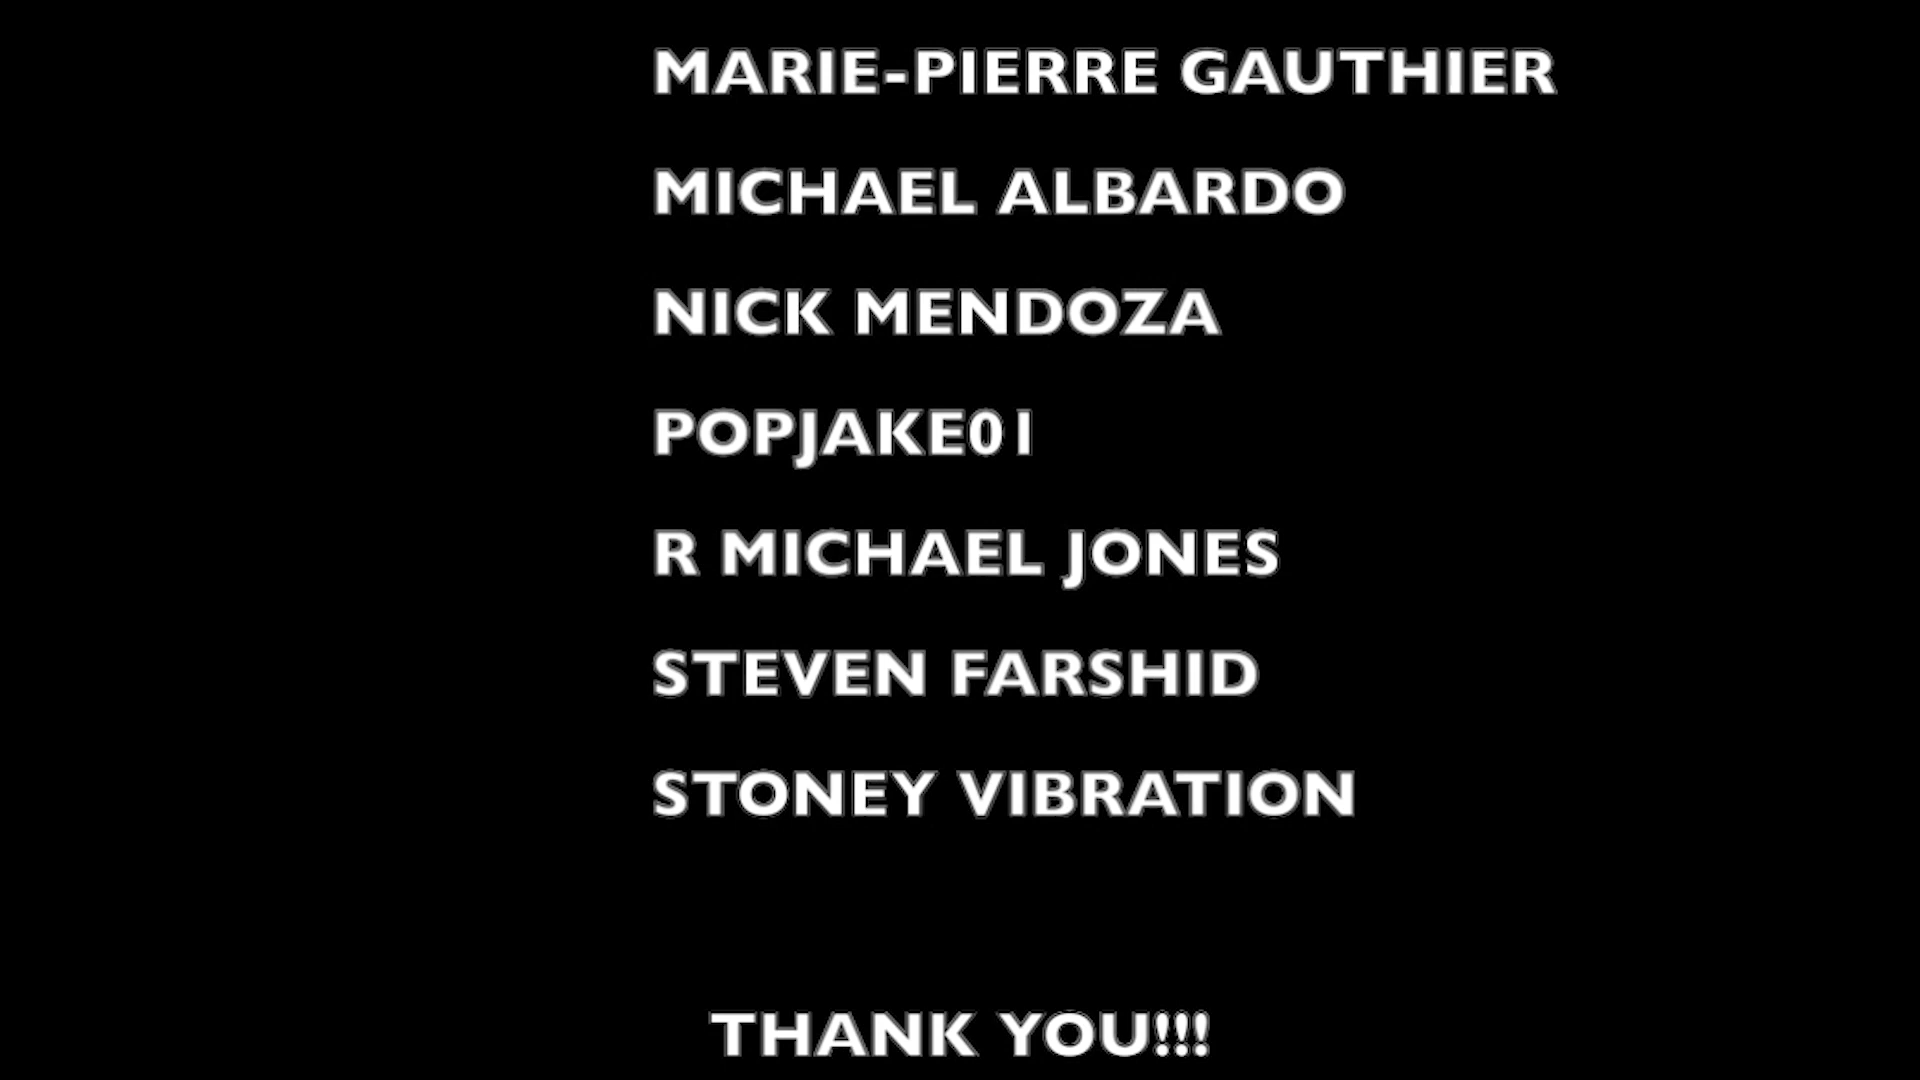 MARIE-PIERRE GAUTHIER
MICHAEL ALBARDO
NICK MENDOZA
POPJAKE01
R MICHAEL JONES
STEVEN FARSHID
STONEY VIBRATION
THANK YOU!!!